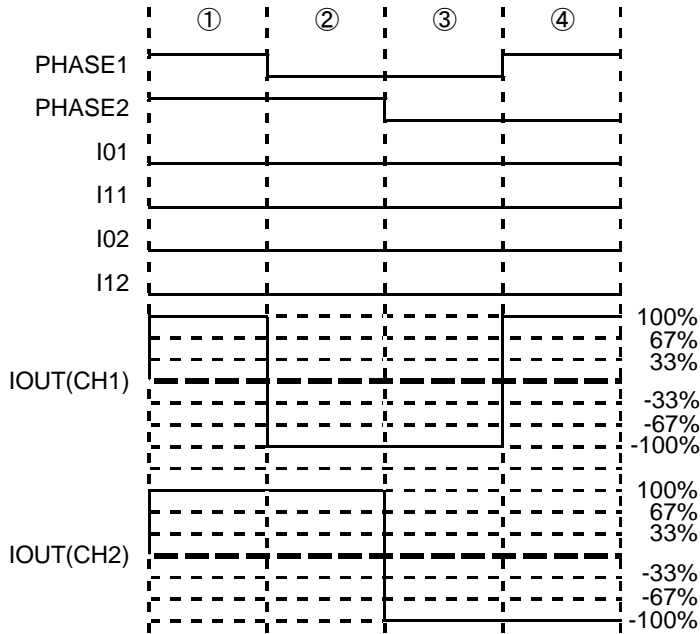 ① ② ③ ④
PHASE1
PHASE2
I01
I11
I02
I12
100%
67%
33%
IOUT(CH1)
-33%
-67%
-100%
100%
67%
33%
IOUT(CH2)
-33%
-67%
-100%